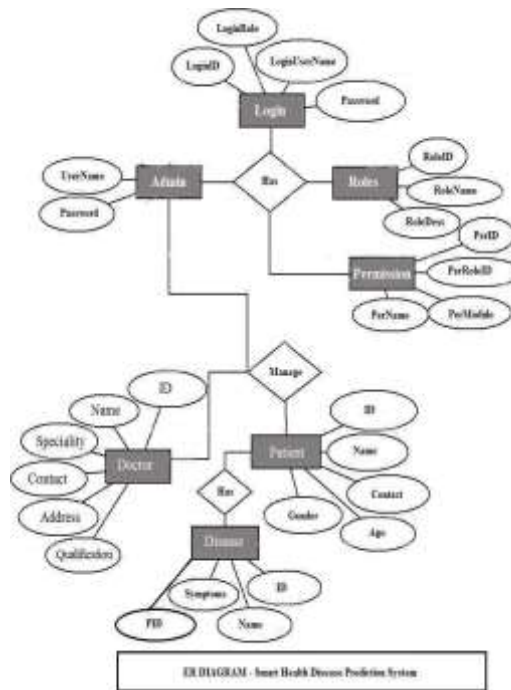 LoginRole
LoginID
LoginUserName
Login
Password
UserName
Admin
Has
Roles
RoleID
RoleName
Password
RoleDesc
PerID
Permission
PerRoleID
PerName
PerModule
Manage
ID
Name
ID
Speciality
Doctor
Patient
Name
Contact
Has
Contact
Address
Gender
Age
Disease
Qualification
Symptoms
ID
PID
Name
ER DIAGRAM - Smart Health Disease Prediction System